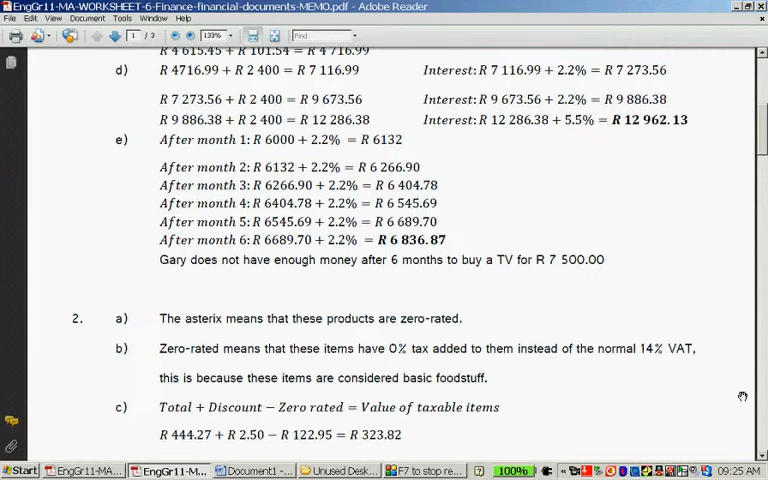 EngGr11-MA-WORKSHEET-6-Finance-financial-documents-MEMO.pdf - Adobe Reader
File Edit View Document Tools Window Help
1 / 3 133% Find
R 4 615.45 + R 101.54 = R 4 716.99
d) R 4716.99 + R 2 400 = R 7 116.99 Interest: R 7 116.99 + 2.2% = R 7 273.56
R 7 273.56 + R 2 400 = R 9 673.56 Interest: R 9 673.56 + 2.2% = R 9 886.38
R 9 886.38 + R 2 400 = R 12 286.38 Interest: R 12 286.38 + 5.5% = R 12 962.13
e) After month 1: R 6000 + 2.2% = R 6132
After month 2: R 6132 + 2.2% = R 6 266.90
After month 3: R 6266.90 + 2.2% = R 6 404.78
After month 4: R 6404.78 + 2.2% = R 6 545.69
After month 5: R 6545.69 + 2.2% = R 6 689.70
After month 6: R 6689.70 + 2.2% = R 6 836.87
Gary does not have enough money after 6 months to buy a TV for R 7 500.00
2. a) The asterix means that these products are zero-rated.
b) Zero-rated means that these items have 0% tax added to them instead of the normal 14% VAT,
this is because these items are considered basic foodstuff.
c) Total + Discount − Zero rated = Value of taxable items
R 444.27 + R 2.50 − R 122.95 = R 323.82
Start EngGr11-MA... EngGr11-M... Document1 -... Unused Desk... F7 to stop re... 100% 09:25 AM